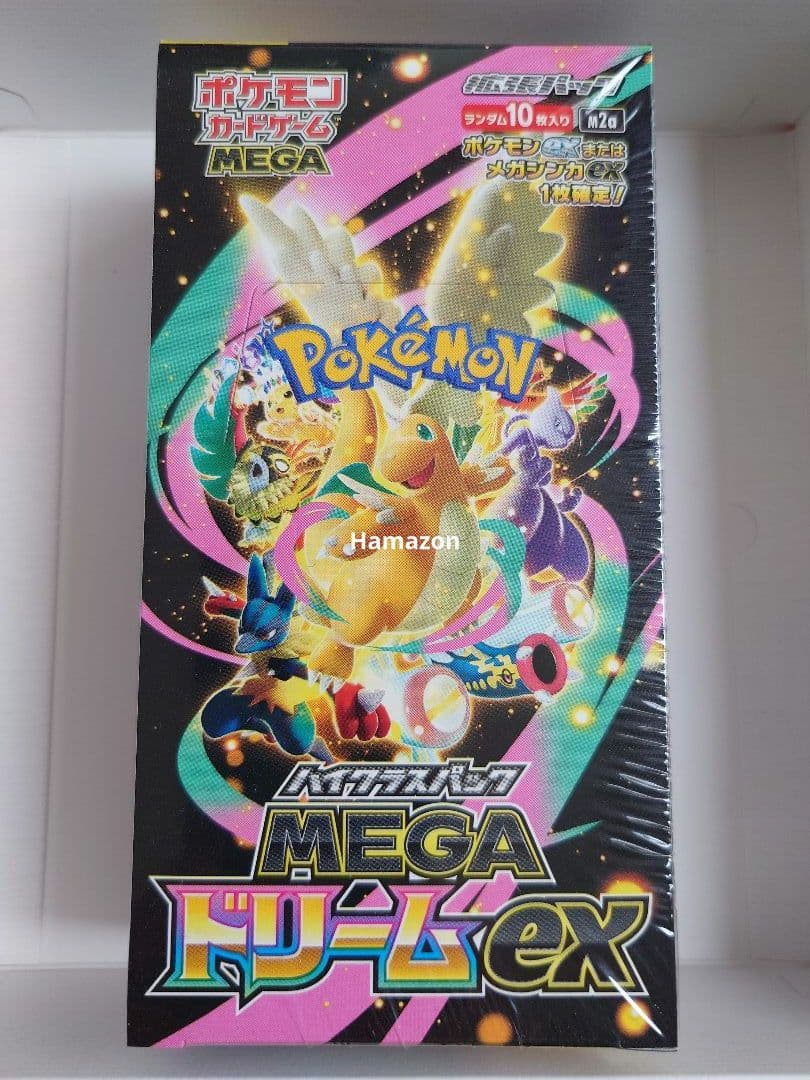 ポケモン
カードゲーム
MEGA
拡張パック
ランダム10枚入り M2a
ポケモンexまたは
メガシンカex
1枚確定!
POKéMON
Hamazon
ハイクラスパック
MEGA
ドリームex